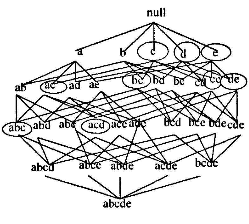 null
a b c d e
ab ac ad ae bc bd be cd ce de
abc abd abe acd ace ade bcd bce bde cde
abcd abce abde acde bcde
abcde